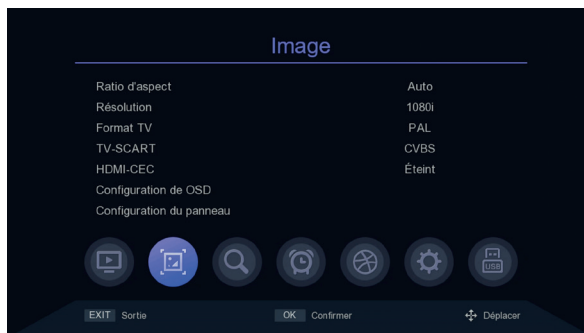 Image
Ratio d'aspect Auto
Résolution 1080i
Format TV PAL
TV-SCART CVBS
HDMI-CEC Éteint
Configuration de OSD
Configuration du panneau
USB
EXIT Sortie OK Confirmer Déplacer